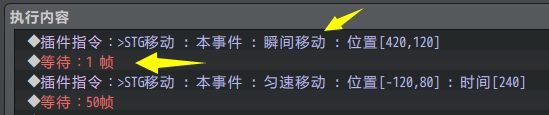 执行内容
◆插件指令：>STG移动 : 本事件 : 瞬间移动 : 位置[420,120]
◆等待：1 帧
◆插件指令：>STG移动 : 本事件 : 匀速移动 : 位置[-120,80] : 时间[240]
◆等待：50帧